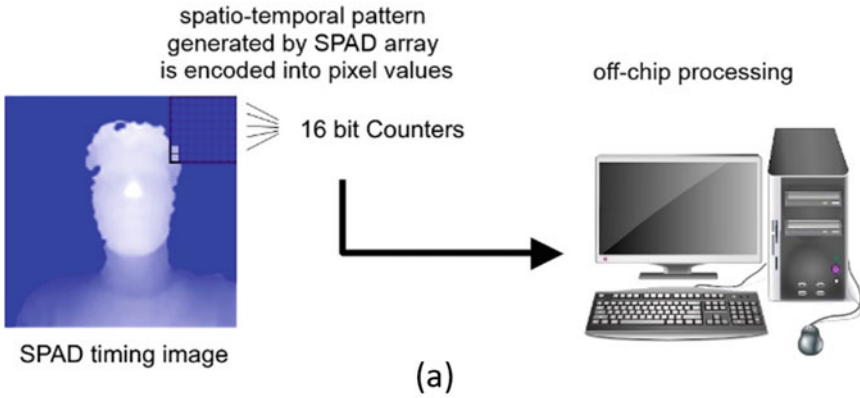 spatio-temporal pattern
generated by SPAD array
is encoded into pixel values
off-chip processing
16 bit Counters
SPAD timing image
(a)